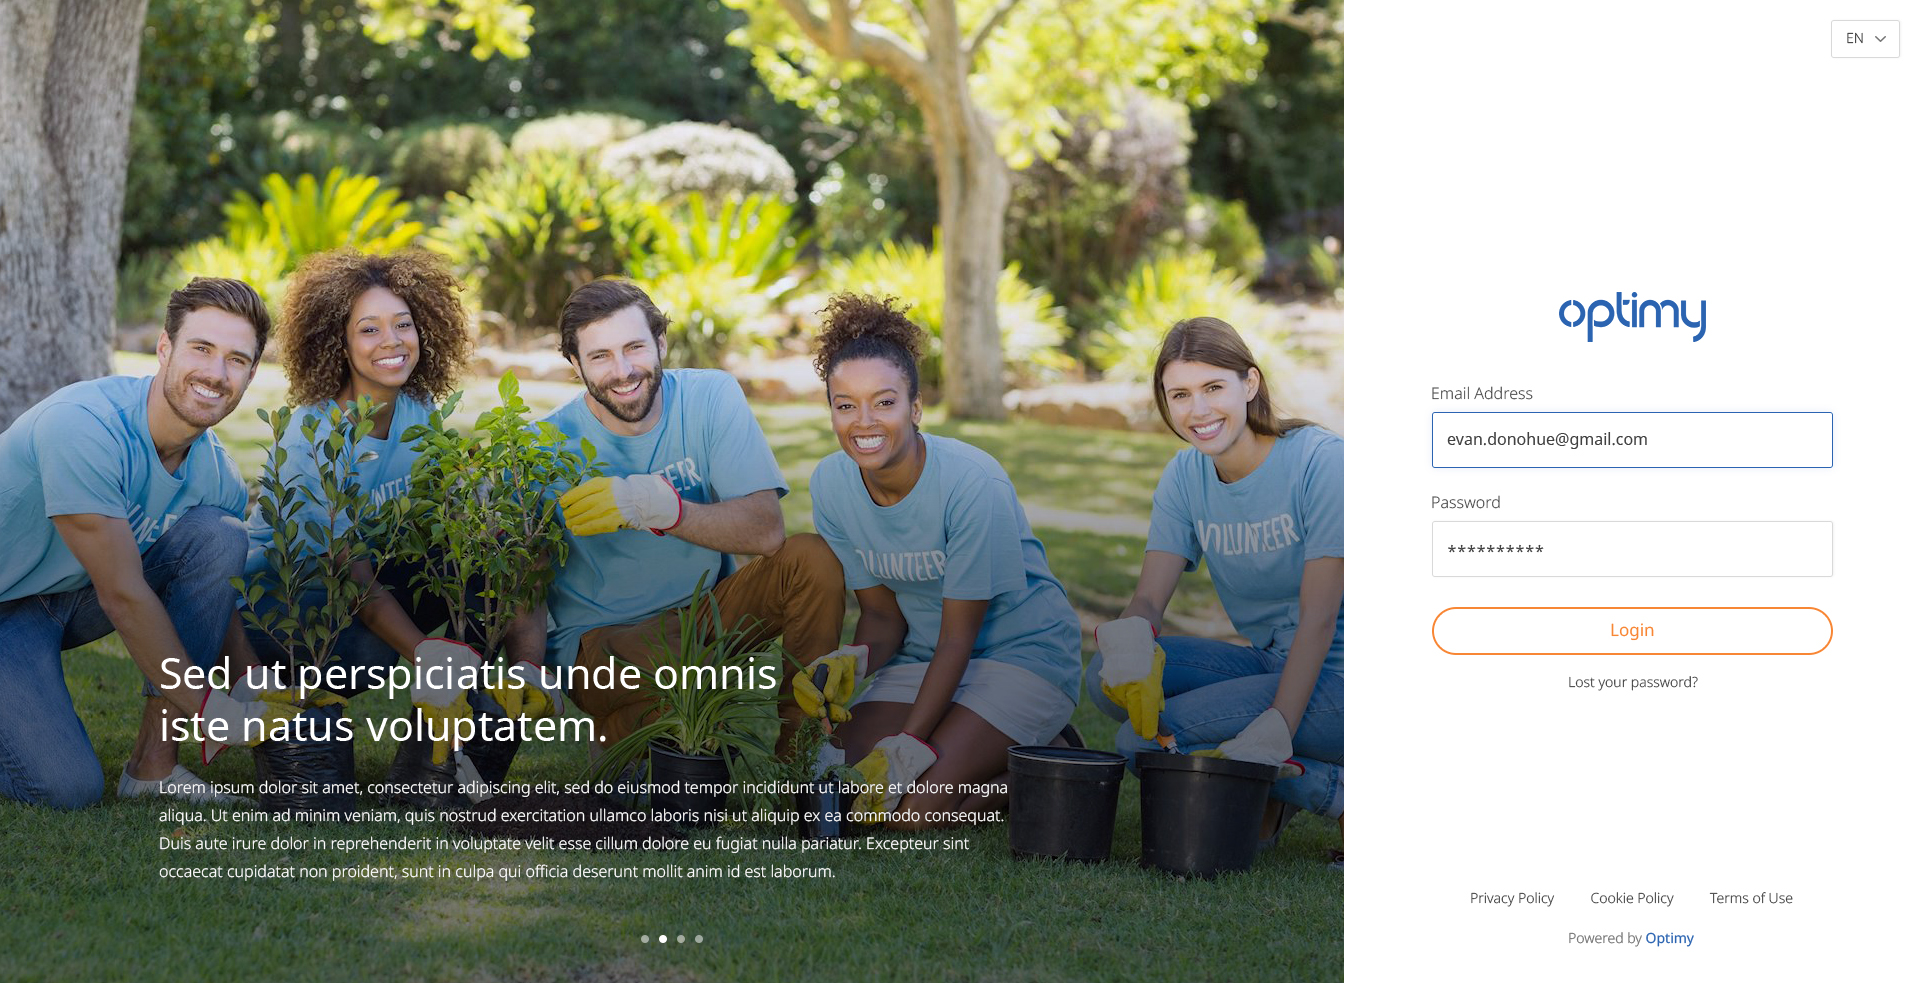 EN
optimy
Email Address
evan.donohue@gmail.com
Password
**********
Login
Lost your password?
VOLUNTEER
VOLUNTEER
Sed ut perspiciatis unde omnis
iste natus voluptatem.
Lorem ipsum dolor sit amet, consectetur adipiscing elit, sed do eiusmod tempor incididunt ut labore et dolore magna
aliqua. Ut enim ad minim veniam, quis nostrud exercitation ullamco laboris nisi ut aliquip ex ea commodo consequat.
Duis aute irure dolor in reprehenderit in voluptate velit esse cillum dolore eu fugiat nulla pariatur. Excepteur sint
occaecat cupidatat non proident, sunt in culpa qui officia deserunt mollit anim id est laborum.
Privacy Policy Cookie Policy Terms of Use
Powered by Optimy